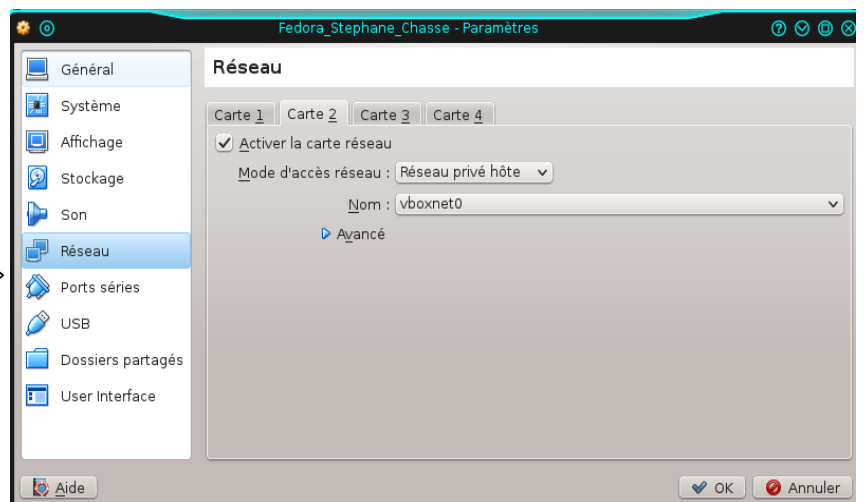 Fedora_Stephane_Chasse - Paramètres
Général
Système
Affichage
Stockage
Son
Réseau
Ports séries
USB
Dossiers partagés
User Interface
Réseau
Carte 1 Carte 2 Carte 3 Carte 4
Activer la carte réseau
Mode d'accès réseau : Réseau privé hôte
Nom : vboxnet0
Avancé
Aide
OK Annuler